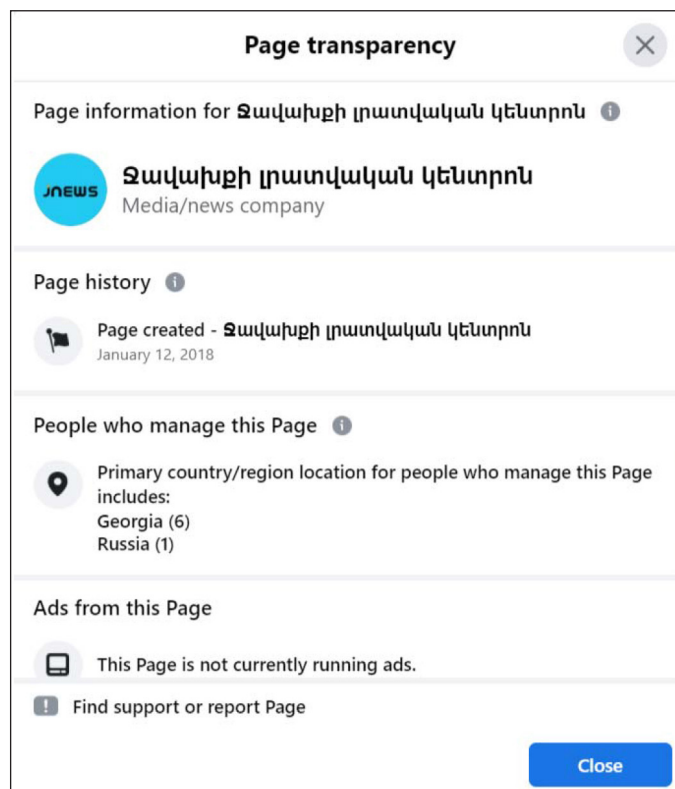 Page transparency
Page information for Ջավախքի լրատվական կենտրոն
JNEWS
Ջավախքի լրատվական կենտրոն
Media/news company
Page history
Page created - Ջավախքի լրատվական կենտրոն
January 12, 2018
People who manage this Page
Primary country/region location for people who manage this Page
includes:
Georgia (6)
Russia (1)
Ads from this Page
This Page is not currently running ads.
Find support or report Page
Close